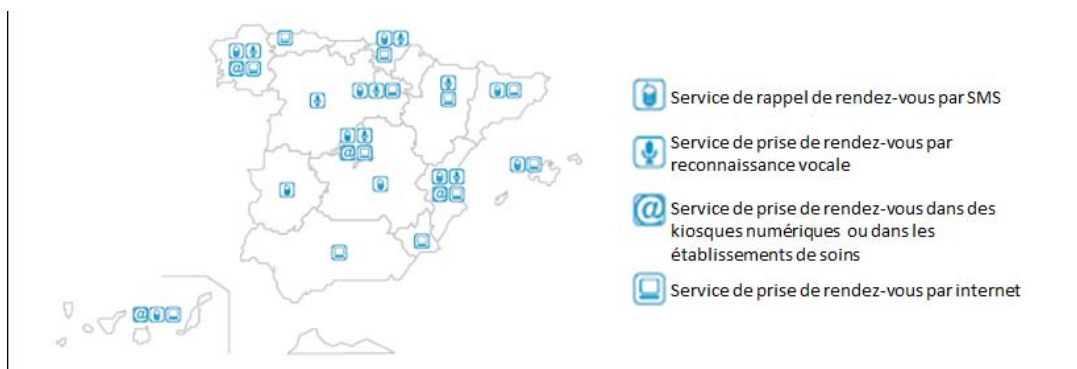 Service de rappel de rendez-vous par SMS
Service de prise de rendez-vous par
reconnaissance vocale
Service de prise de rendez-vous dans des
kiosques numériques ou dans les
établissements de soins
Service de prise de rendez-vous par internet